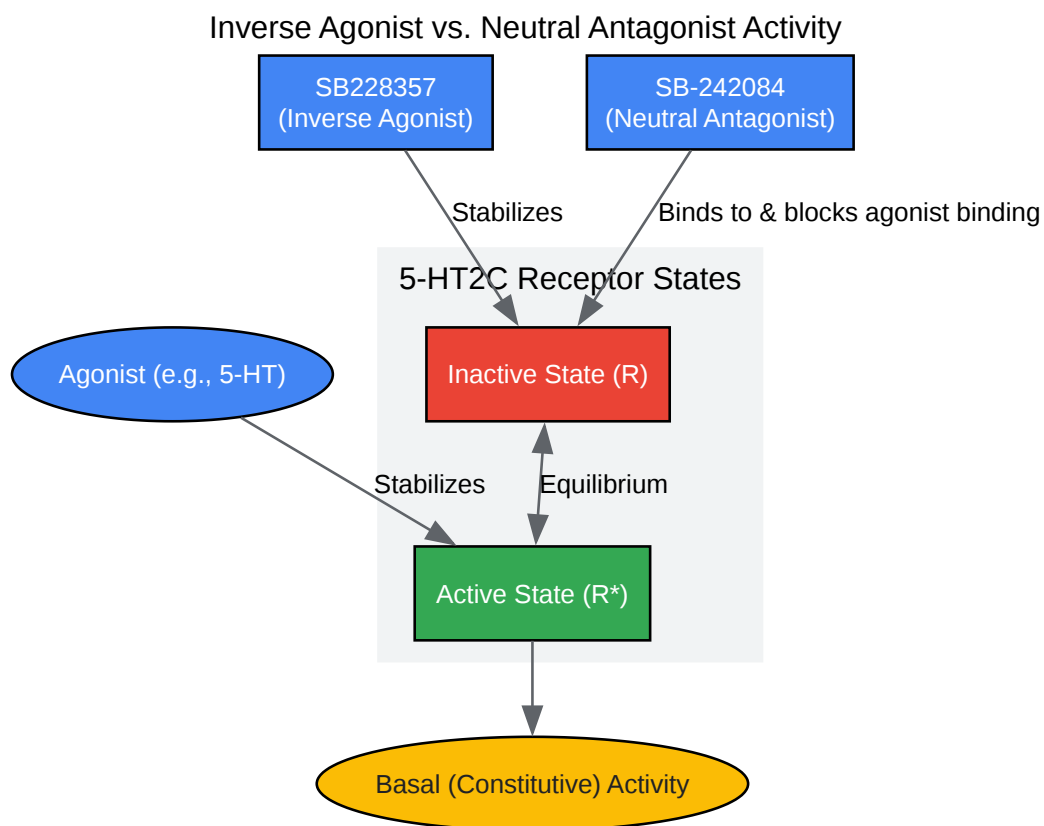 Inverse Agonist vs. Neutral Antagonist Activity
SB228357
(Inverse Agonist)
SB-242084
(Neutral Antagonist)
Stabilizes
Binds to & blocks agonist binding
5-HT2C Receptor States
Agonist (e.g., 5-HT)
Inactive State (R)
Stabilizes
Equilibrium
Active State (R*)
Basal (Constitutive) Activity